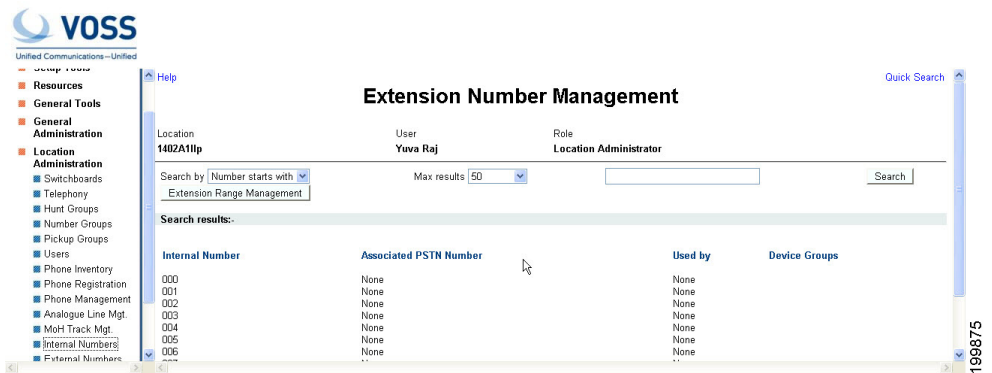 VOSS
Unified Communications—Unified
Setup Tools
Resources
General Tools
General
Administration
Location
Administration
Switchboards
Telephony
Hunt Groups
Number Groups
Pickup Groups
Users
Phone Inventory
Phone Registration
Phone Management
Analogue Line Mgt.
MoH Track Mgt.
Internal Numbers
External Numbers
Help
Quick Search
Extension Number Management
Location User Role
1402A1IIp Yuva Raj Location Administrator
Search by Number starts with Max results 50 Search
Extension Range Management
Search results:-
Internal Number Associated PSTN Number Used by Device Groups
000 None None
001 None None
002 None None
003 None None
004 None None
005 None None
006 None None
199875